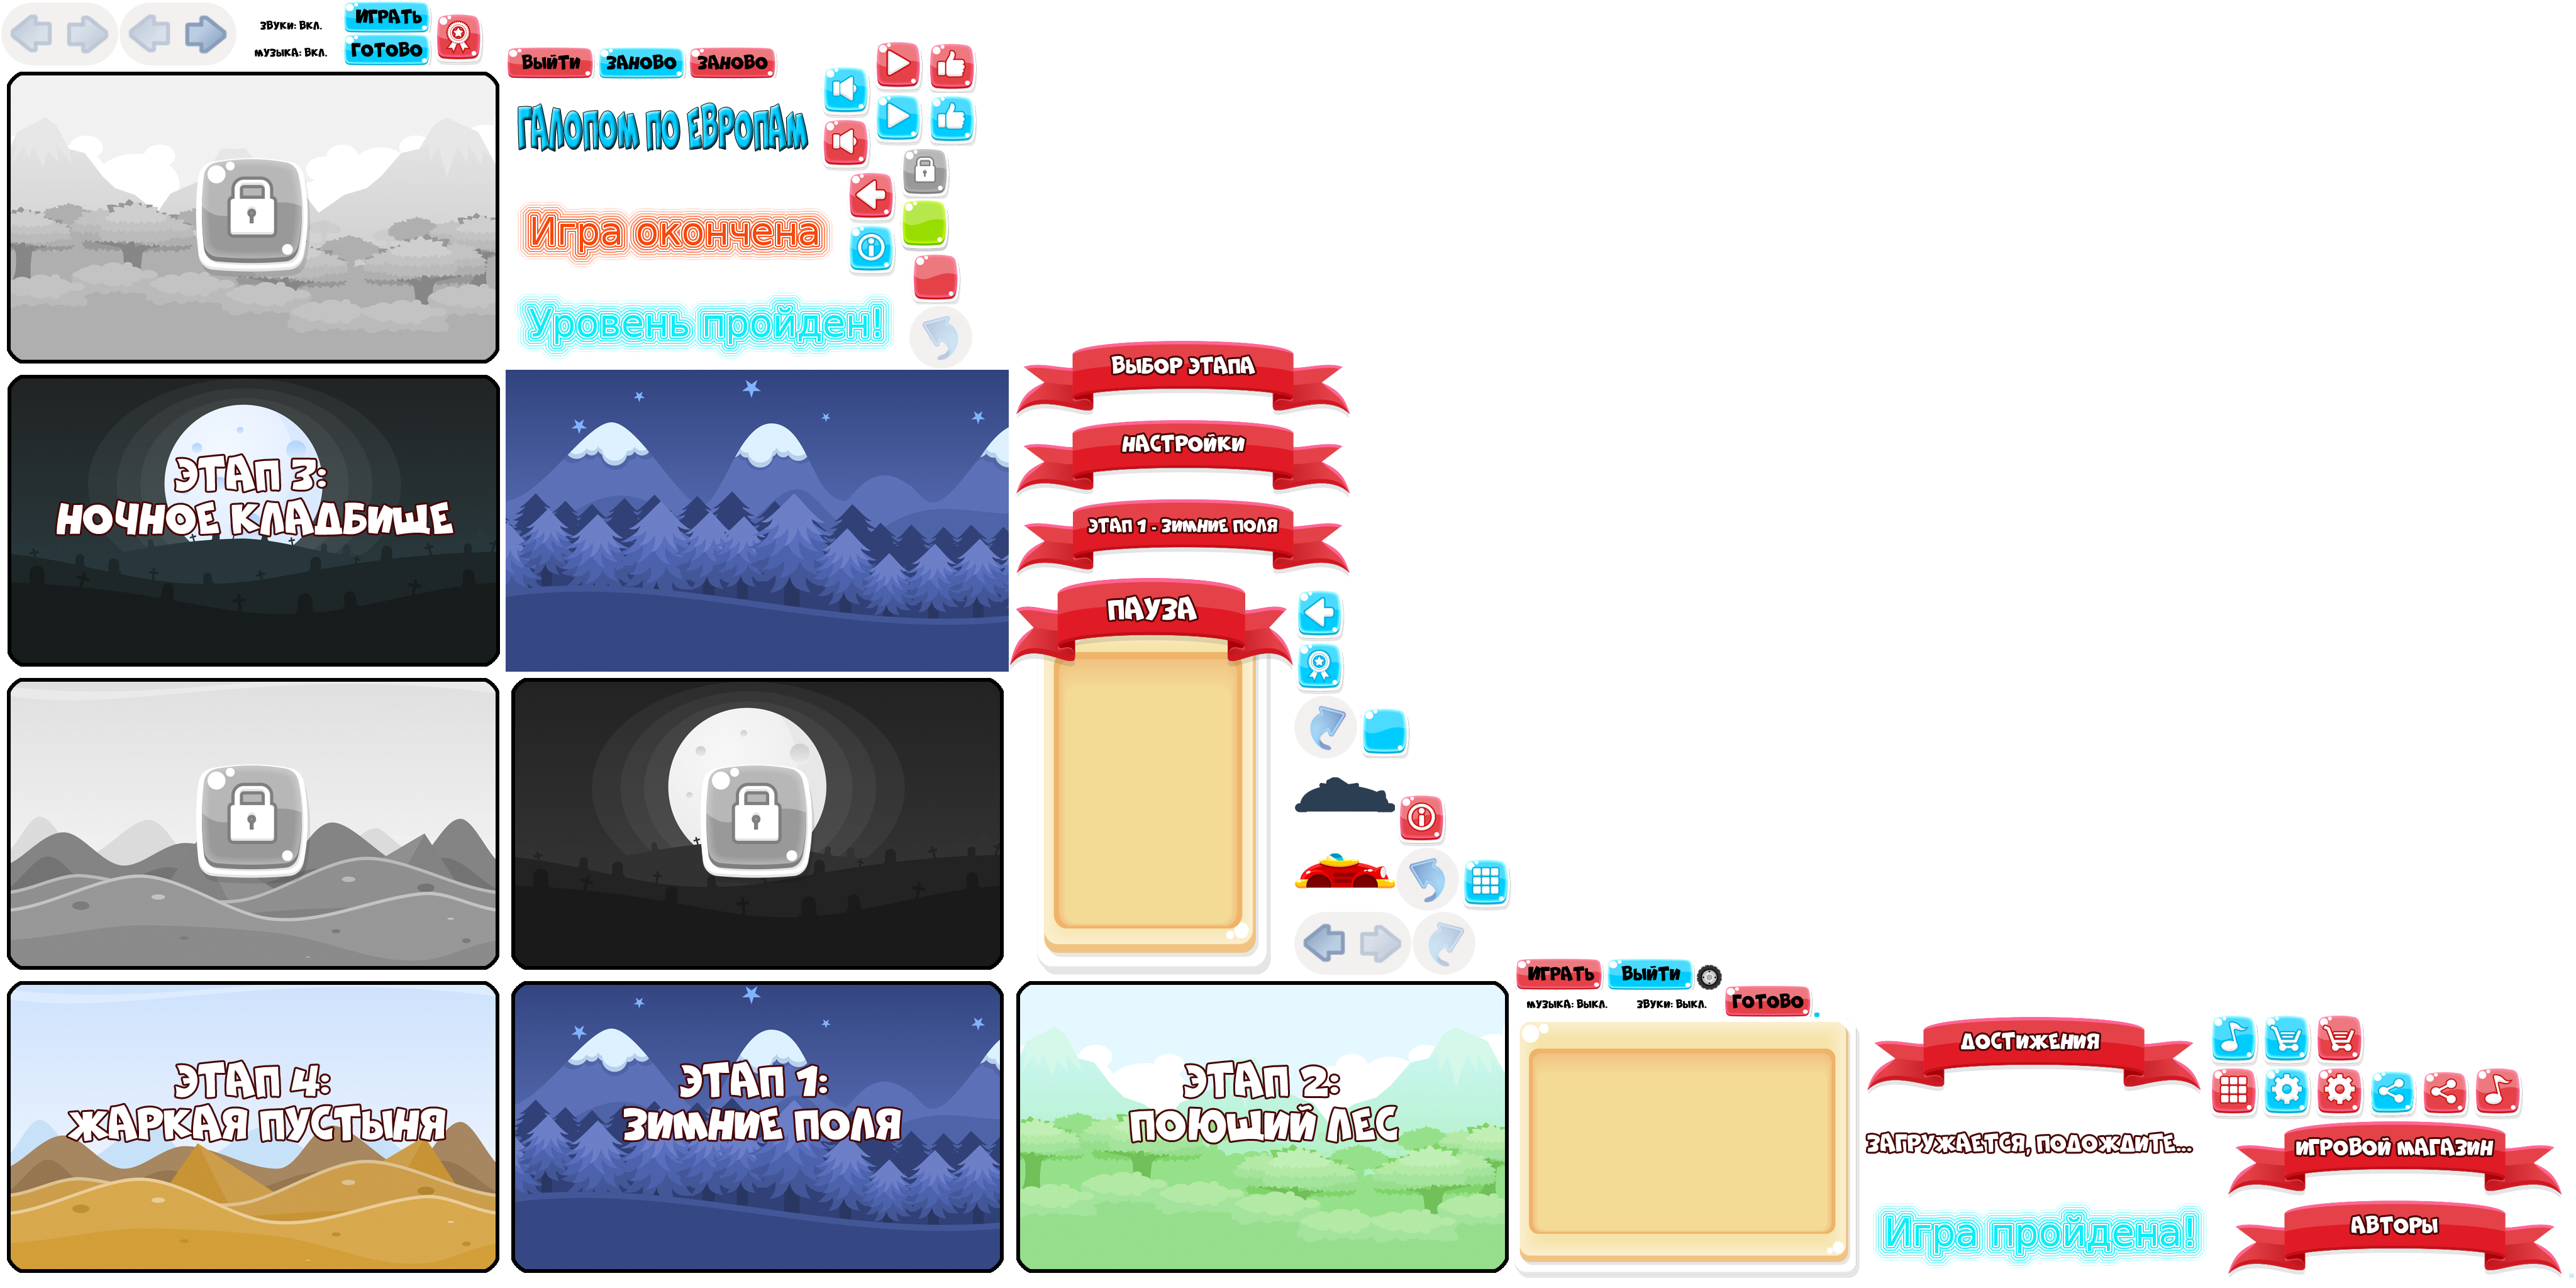 ЗВУКИ: ВКЛ.
МУЗЫКА: ВКЛ.
ИГРАТЬ
ГОТОВО
ВЫЙТИ
ЗАНОВО
ЗАНОВО
ГАЛОПОМ ПО ЕВРОПАМ
Игра окончена
Уровень пройден!
ВЫБОР ЭТАПА
НАСТРОЙКИ
ЭТАП 1 - ЗИМНИЕ ПОЛЯ
ПАУЗА
ЭТАП 3:
НОЧНОЕ КЛАДБИЩЕ
ЭТАП 4:
ЖАРКАЯ ПУСТЫНЯ
ЭТАП 1:
ЗИМНИЕ ПОЛЯ
ЭТАП 2:
ПОЮЩИЙ ЛЕС
ИГРАТЬ
ВЫЙТИ
МУЗЫКА: ВЫКЛ.
ЗВУКИ: ВЫКЛ.
ГОТОВО
ДОСТИЖЕНИЯ
ЗАГРУЖАЕТСЯ, ПОДОЖДИТЕ...
Игра пройдена!
ИГРОВОЙ МАГАЗИН
АВТОРЫ